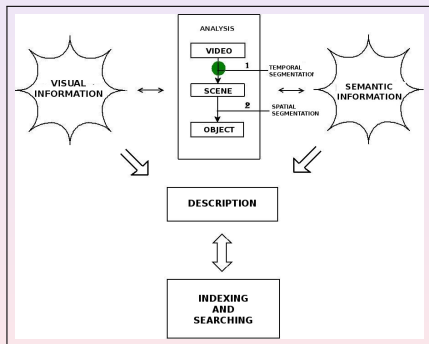 ANALYSIS
VIDEO
1
TEMPORAL
SEGMENTATION
VISUAL
INFORMATION
SCENE
SEMANTIC
INFORMATION
2
SPATIAL
SEGMENTATION
OBJECT
DESCRIPTION
INDEXING
AND
SEARCHING